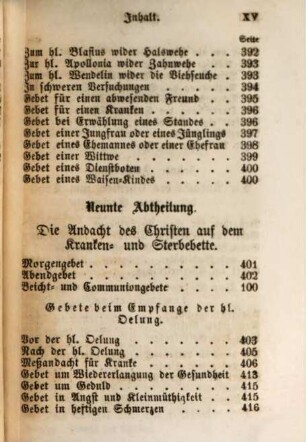 Inhalt. XV
Seite
Zum hl. Blasius wider Halswehe . . . 392
Zur hl. Apollonia wider Zahnwehe . . 393
Zum hl. Wendelin wider die Viehseuche . 393
In schweren Versuchungen . . . . 394
Gebet für einen abwesenden Freund . . 395
Gebet für einen Kranken . . . . . 396
Gebet bei Erwählung eines Standes . . 396
Gebet einer Jungfrau oder eines Jünglings 397
Gebet eines Ehemannes oder einer Ehefrau 398
Gebet einer Wittwe . . . . . . 399
Gebet eines Dienstboten . . . . . 400
Gebet eines Waisen-Kindes . . . . 400
Neunte Abtheilung.
Die Andacht des Christen auf dem
Kranken- und Sterbebette.
Morgengebet . . . . . . . . 401
Abendgebet . . . . . . . . 402
Beicht- und Communiongebete . . . . 100
Gebete beim Empfange der hl.
Oelung.
Vor der hl. Oelung . . . . . . 403
Nach der hl. Oelung . . . . . . 405
Meßandacht für Kranke . . . . . 406
Gebet um Wiedererlangung der Gesundheit 413
Gebet um Geduld . . . . . . . 415
Gebet in Angst und Kleinmüthigkeit . . 415
Gebet in heftigen Schmerzen . . . . 416